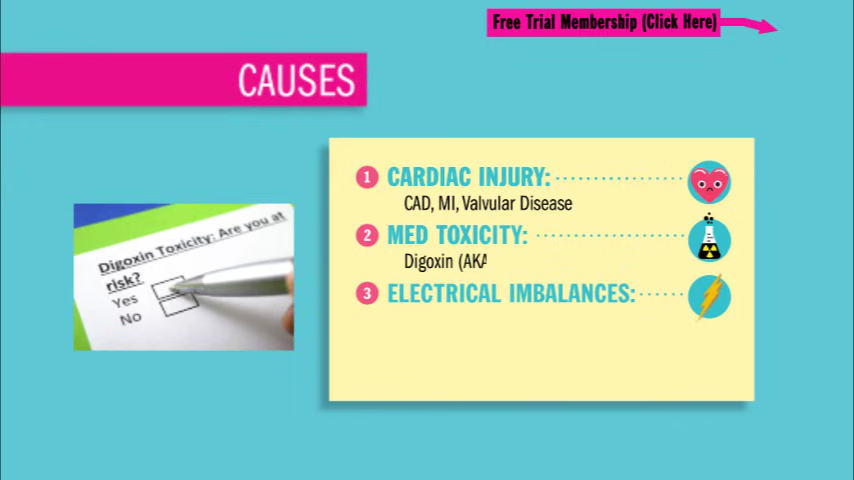 Free Trial Membership (Click Here)
CAUSES
1 CARDIAC INJURY:
CAD, MI, Valvular Disease
2 MED TOXICITY:
Digoxin (AKA
3 ELECTRICAL IMBALANCES:
Digoxin Toxicity: Are you at
risk?
Yes
No